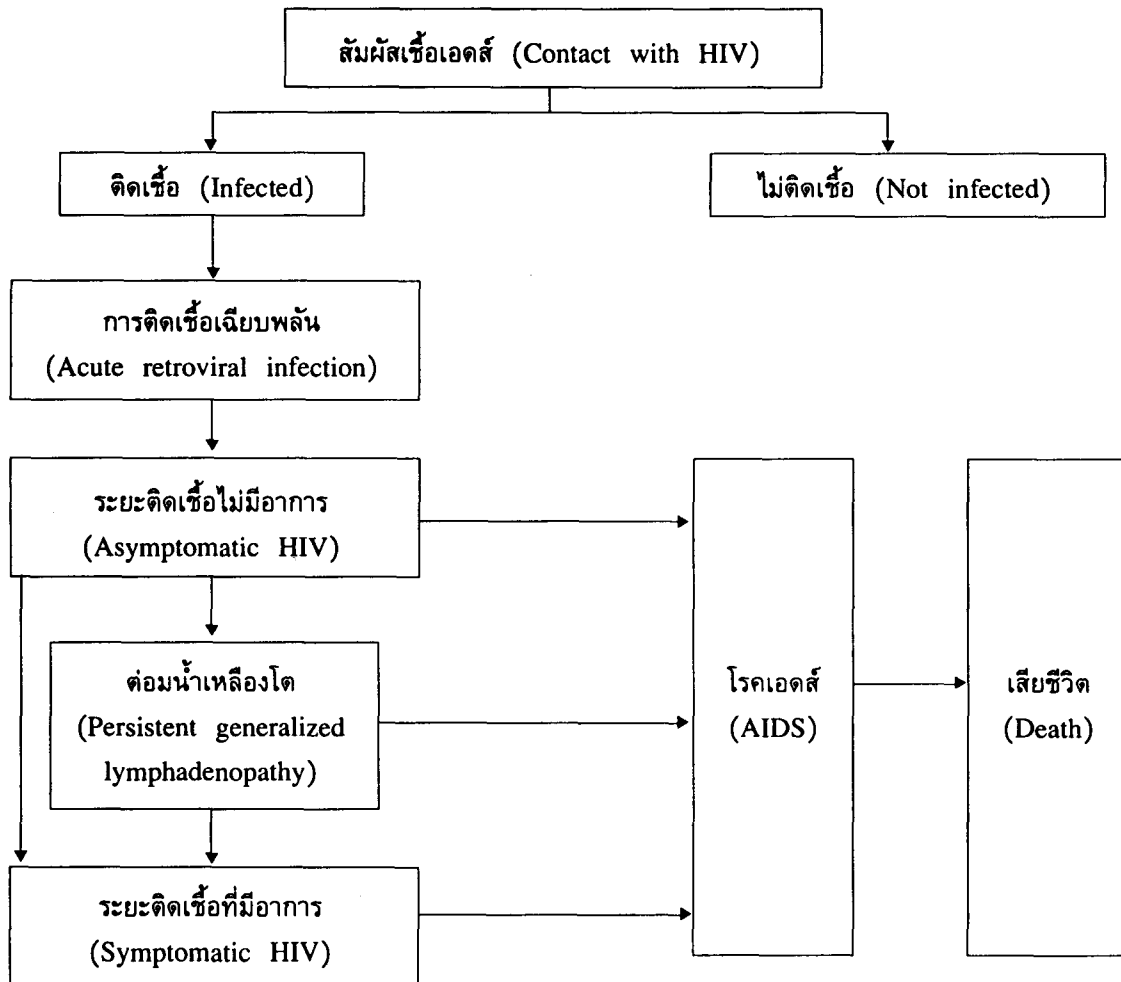 สัมผัสเชื้อเอดส์ (Contact with HIV)
ติดเชื้อ (Infected)
ไม่ติดเชื้อ (Not infected)
การติดเชื้อเฉียบพลัน
(Acute retroviral infection)
ระยะติดเชื้อไม่มีอาการ
(Asymptomatic HIV)
ต่อมน้ำเหลืองโต
(Persistent generalized
lymphadenopathy)
โรคเอดส์
(AIDS)
เสียชีวิต
(Death)
ระยะติดเชื้อที่มีอาการ
(Symptomatic HIV)